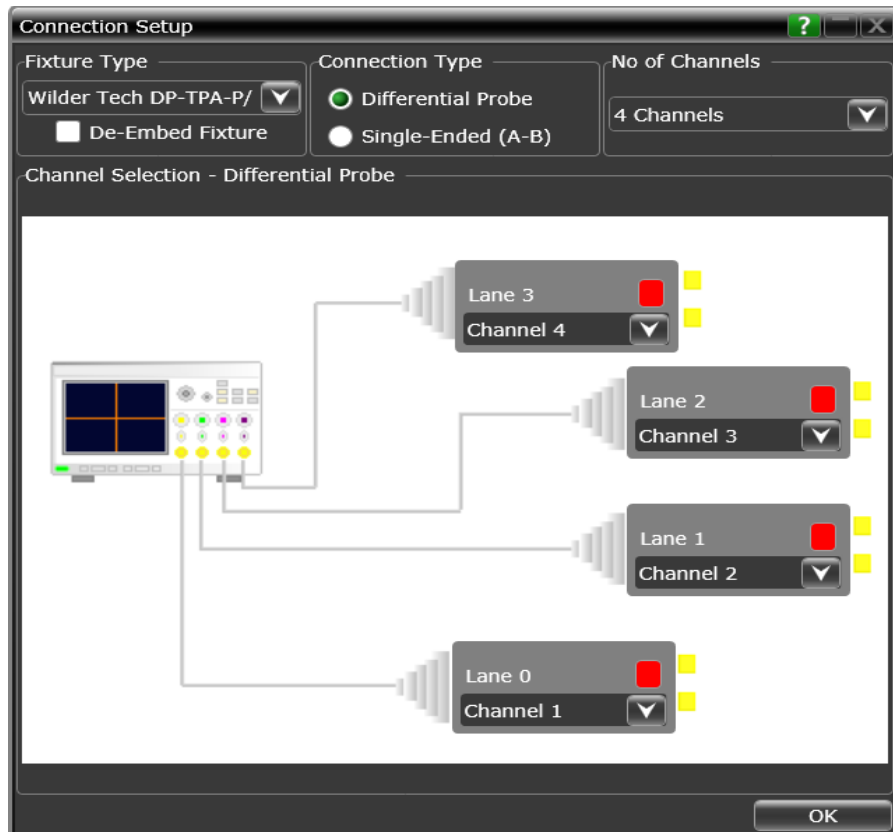 Connection Setup
?
Fixture Type
Connection Type
No of Channels
Wilder Tech DP-TPA-P/
De-Embed Fixture
Differential Probe
Single-Ended (A-B)
4 Channels
Channel Selection - Differential Probe
Lane 3
Channel 4
Lane 2
Channel 3
Lane 1
Channel 2
Lane 0
Channel 1
OK